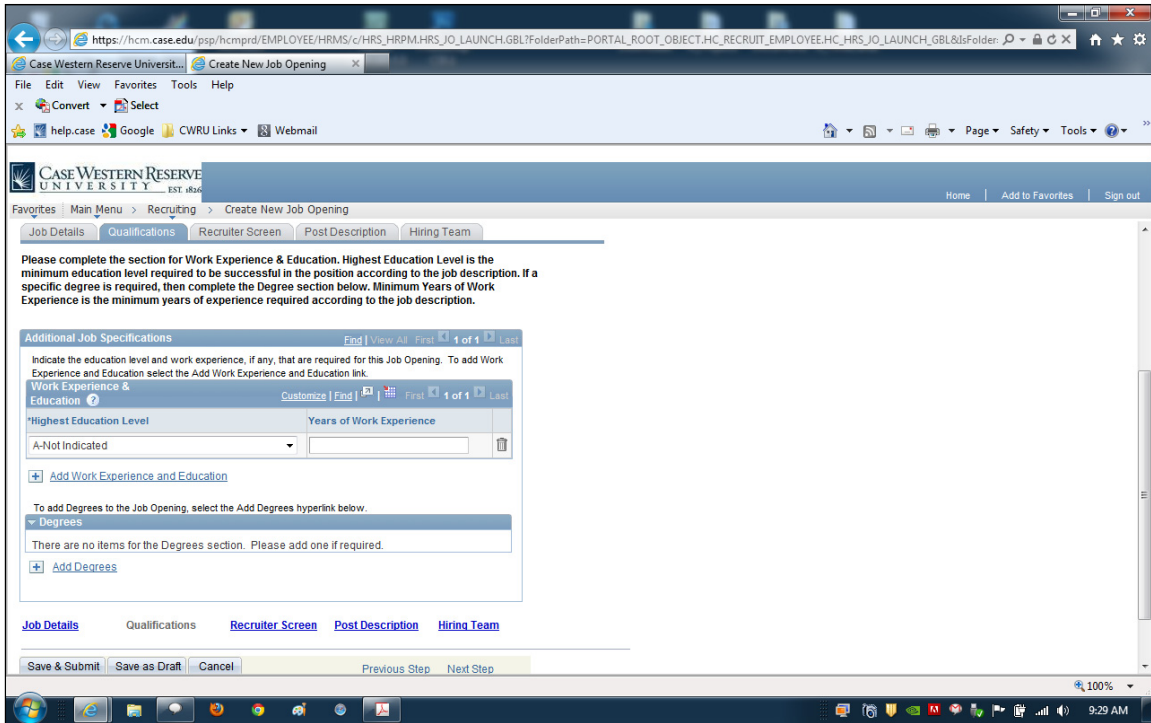 https://hcm.case.edu/psp/hcmprd/EMPLOYEE/HRMS/c/HRS_HRPM.HRS_JO_LAUNCH.GBL?FolderPath=PORTAL_ROOT_OBJECT.HC_RECRUIT_EMPLOYEE.HC_HRS_JO_LAUNCH_GBL&IsFolder:
Case Western Reserve Universit... Create New Job Opening
File Edit View Favorites Tools Help
x Convert Select
help.case Google CWRU Links Webmail Page Safety Tools
CASE WESTERN RESERVE
UNIVERSITY EST. 1826
Home | Add to Favorites | Sign out
Favorites Main Menu > Recruiting > Create New Job Opening
Job Details Qualifications Recruiter Screen Post Description Hiring Team
Please complete the section for Work Experience & Education. Highest Education Level is the
minimum education level required to be successful in the position according to the job description. If a
specific degree is required, then complete the Degree section below. Minimum Years of Work
Experience is the minimum years of experience required according to the job description.
Additional Job Specifications Find | View All First 1 of 1 Last
Indicate the education level and work experience, if any, that are required for this Job Opening. To add Work
Experience and Education select the Add Work Experience and Education link.
Work Experience &
Education Customize | Find | | First 1 of 1 Last
*Highest Education Level Years of Work Experience
A-Not Indicated
Add Work Experience and Education
To add Degrees to the Job Opening, select the Add Degrees hyperlink below.
Degrees
There are no items for the Degrees section. Please add one if required.
Add Degrees
Job Details Qualifications Recruiter Screen Post Description Hiring Team
Save & Submit Save as Draft Cancel Previous Step Next Step
100%
9:29 AM